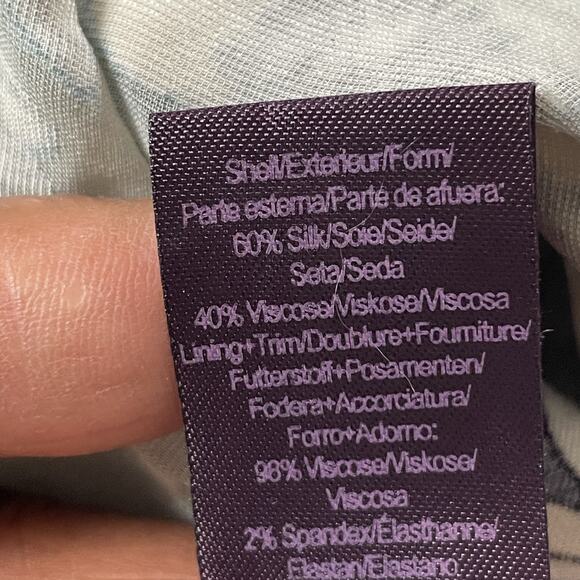 Shell/Exterieur/Form/
Parte esterna/Parte de afuera:
60% Silk/Soie/Seide/
Seta/Seda
40% Viscose/Viskose/Viscosa
Lining+Trim/Doublure+Fourniture/
Futterstoff+Posamenten/
Fodera+Accorciatura/
Forro+Adorno:
98% Viscose/Viskose/
Viscosa
2% Spandex/Élasthanne/
Elastan/Elastano